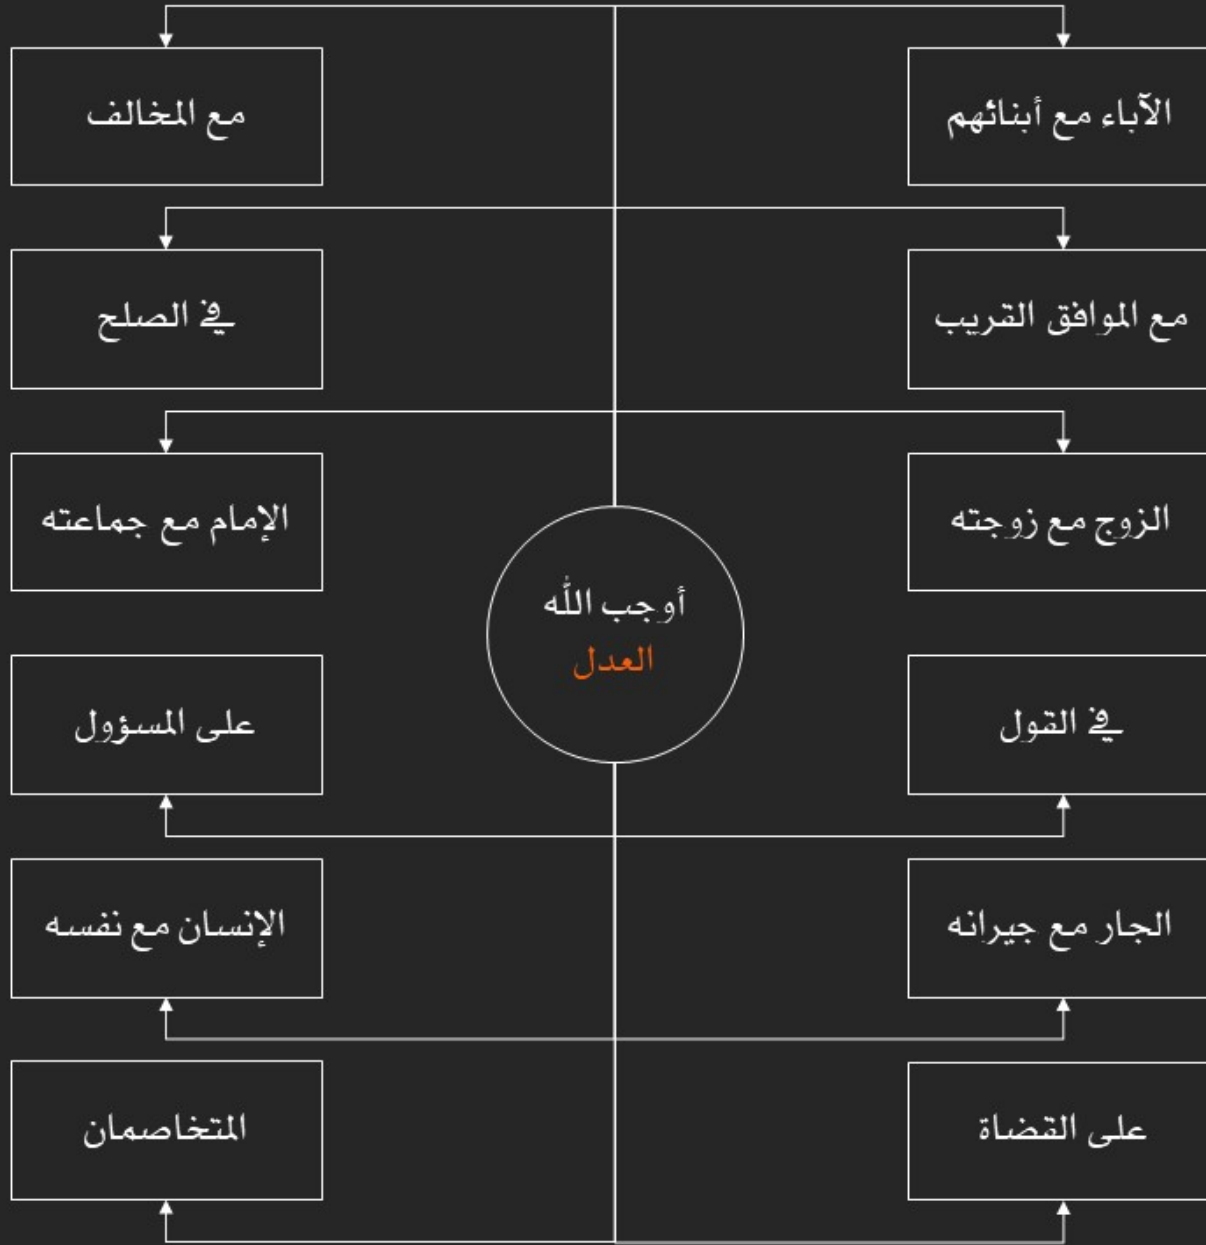 الآباء مع أبنائهم
مع المخالف
مع الموافق القريب
في الصلح
الزوج مع زوجته
الإمام مع جماعته
أوجب الله
العدل
في القول
على المسؤول
الجار مع جيرانه
الإنسان مع نفسه
على القضاة
المتخاصمان